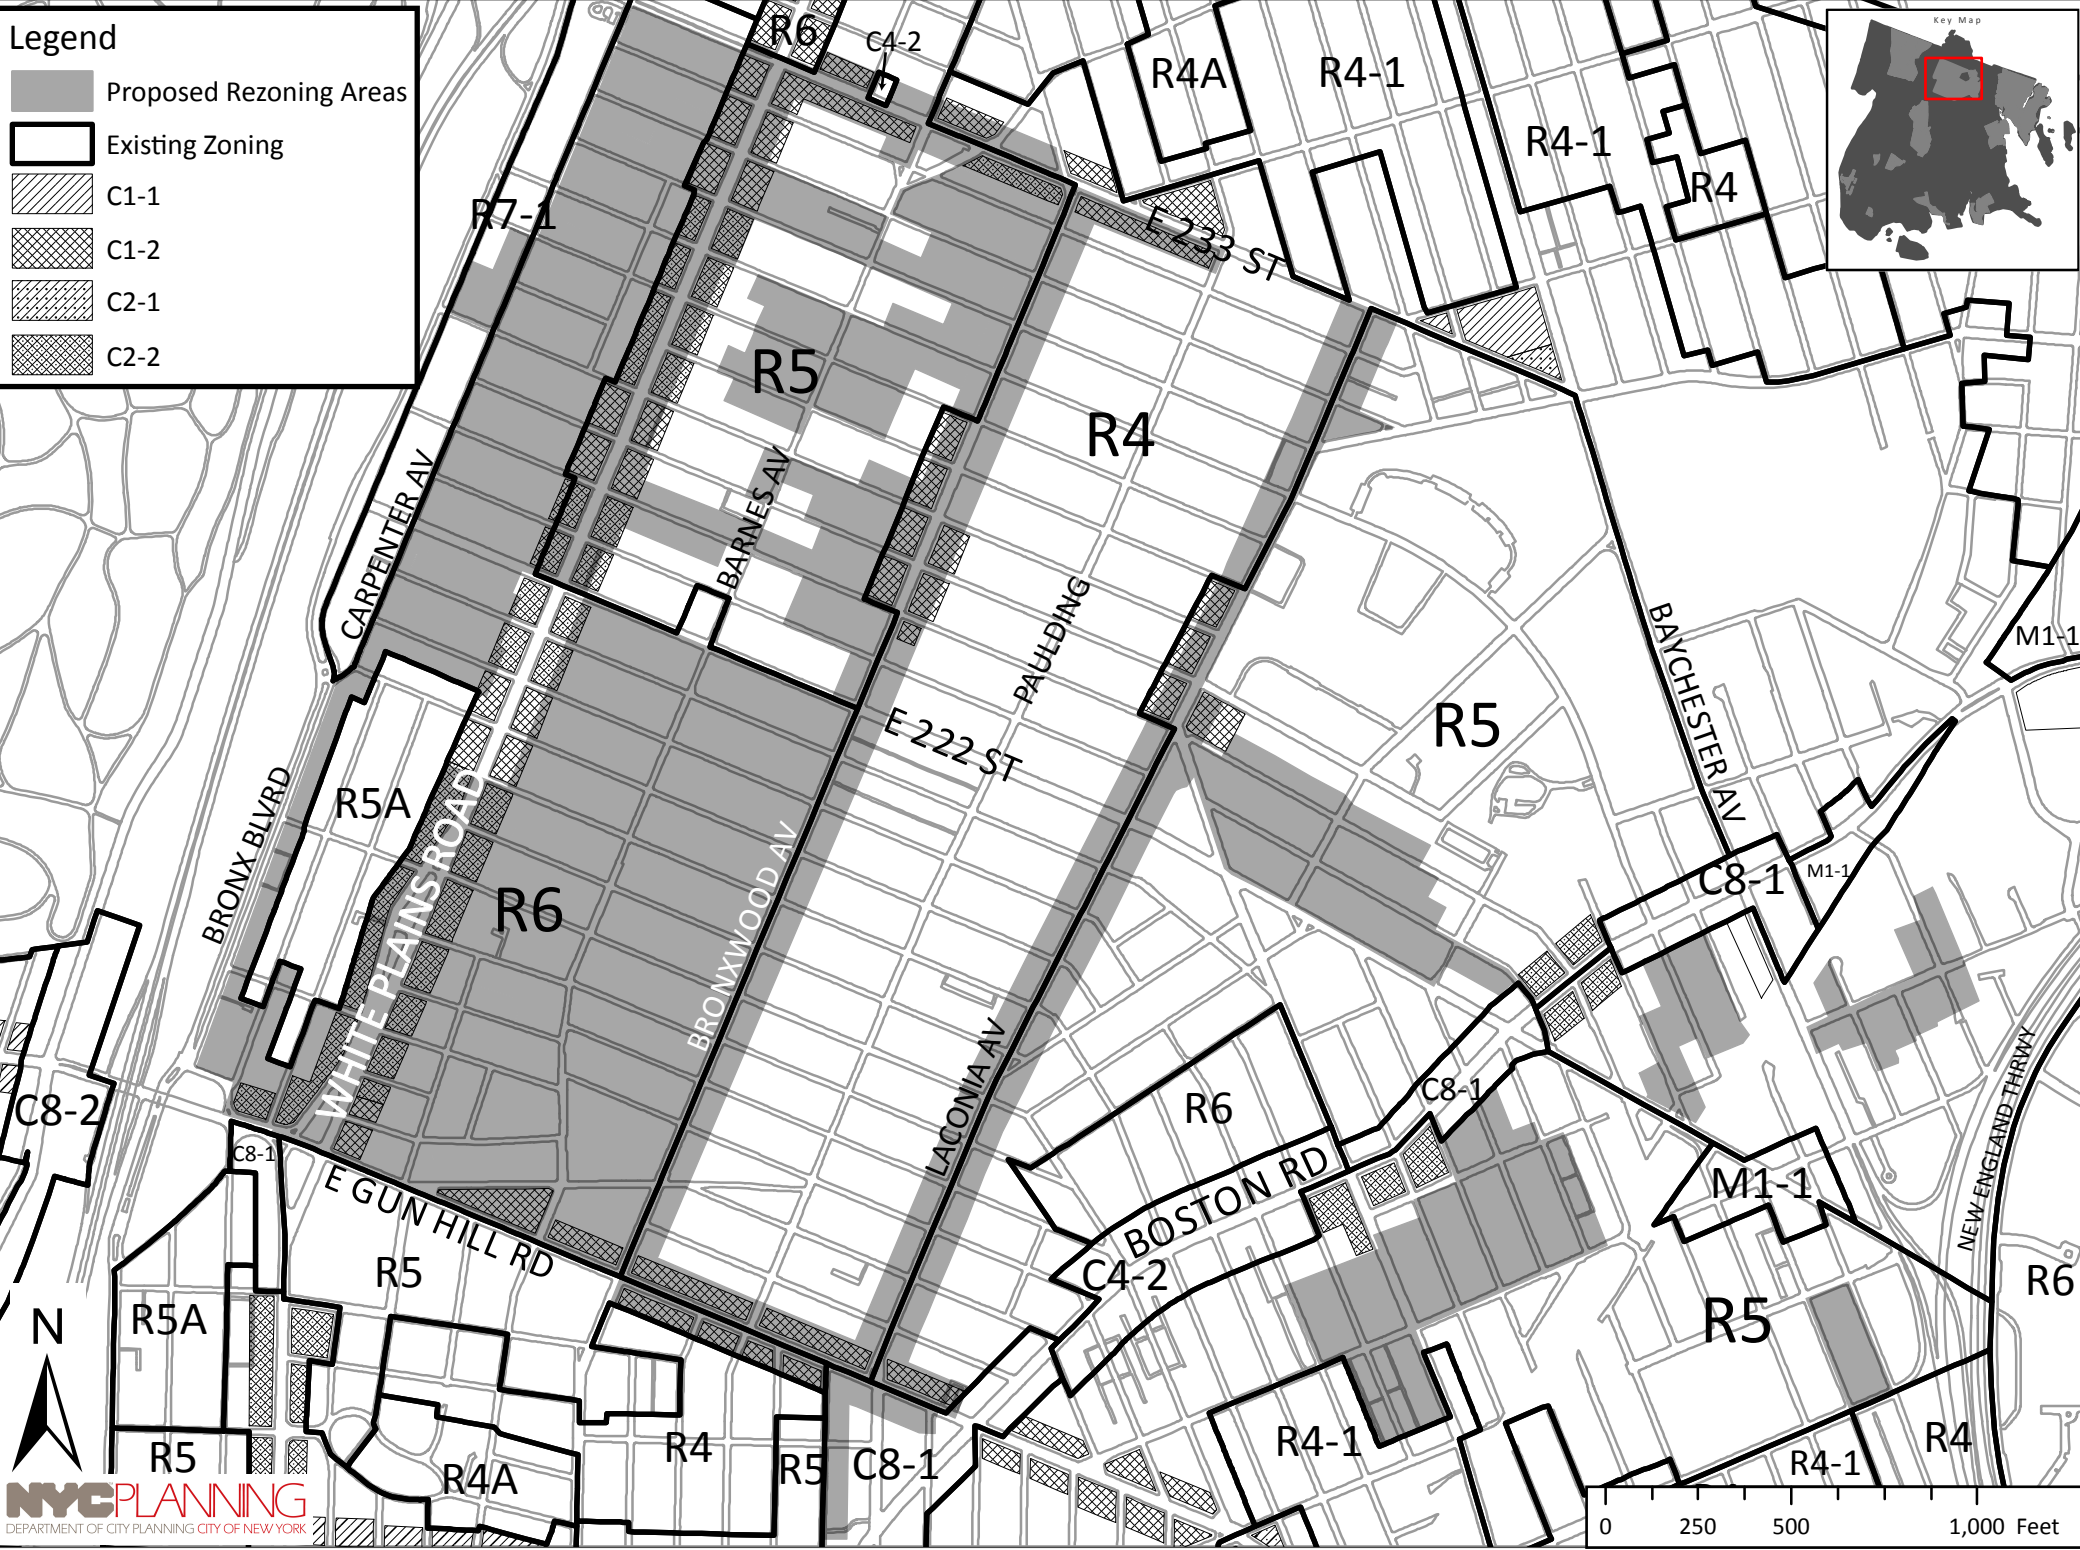 Legend
Proposed Rezoning Areas
Existing Zoning
C1-1
C1-2
C2-1
C2-2
Key Map
R6
C4-2
R4A
R4-1
R4-1
R4
R7-1
E 233 ST
R5
R4
CARPENTER AV
BARNES AV
PAULDING
BAYCHESTER AV
M1-1
E 222 ST
R5
R5A
BRONX BLVRD
WHITE PLAINS ROAD
R6
BRONXWOOD AV
C8-1
M1-1
LACONIA AV
R6
C8-1
C8-2
C8-1
E GUN HILL RD
BOSTON RD
M1-1
NEW ENGLAND THRWY
R5
C4-2
R6
R5A
R5
N
R5
R4A
R4
R5
C8-1
R4-1
R4-1
R4
NYCPLANNING
DEPARTMENT OF CITY PLANNING CITY OF NEW YORK
0 250 500 1,000 Feet